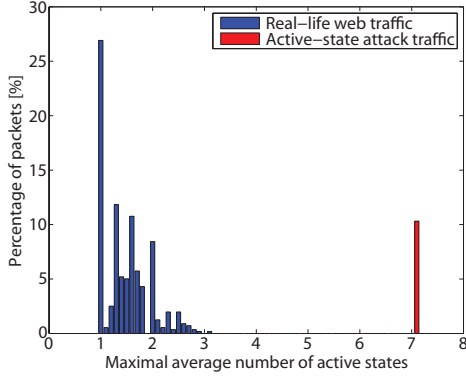 30
Real-life web traffic
Active-state attack traffic
25
20
15
10
5
0
Percentage of packets [%]
0 1 2 3 4 5 6 7 8
Maximal average number of active states